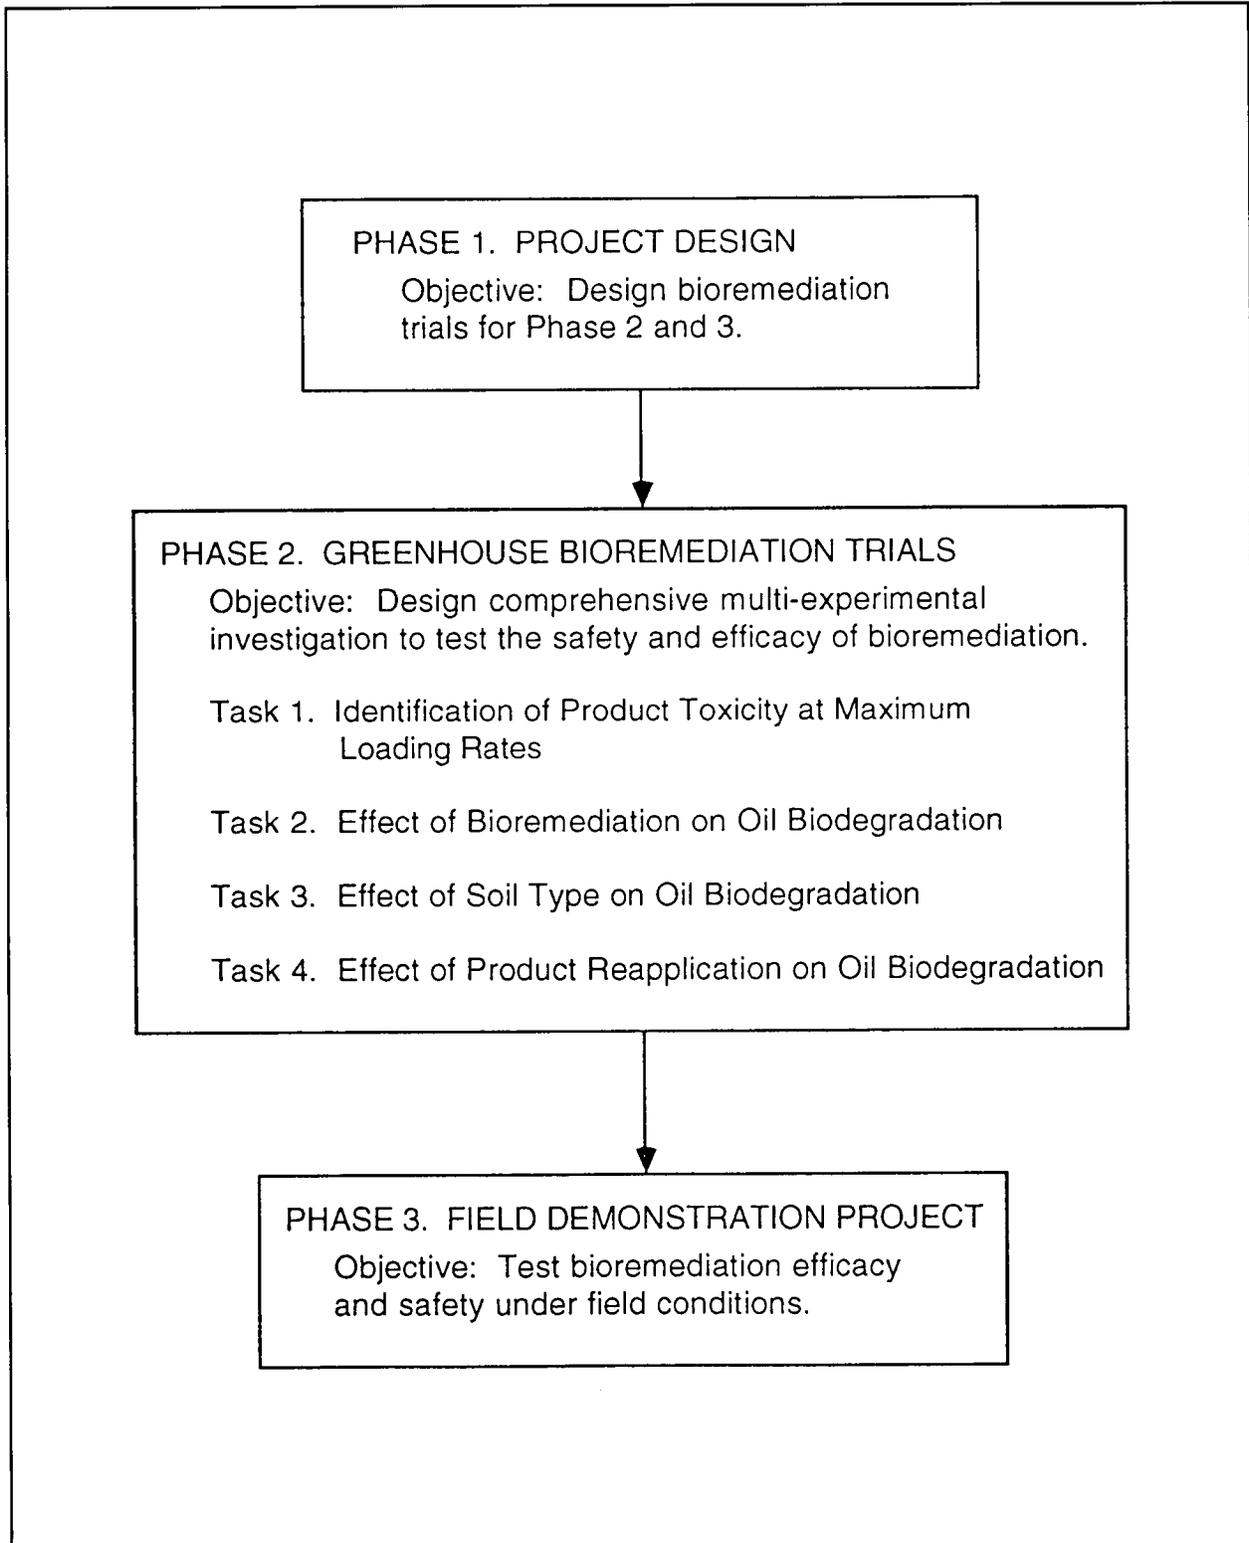 PHASE 1. PROJECT DESIGN
Objective: Design bioremediation
trials for Phase 2 and 3.
PHASE 2. GREENHOUSE BIOREMEDIATION TRIALS
Objective: Design comprehensive multi-experimental
investigation to test the safety and efficacy of bioremediation.
Task 1. Identification of Product Toxicity at Maximum
Loading Rates
Task 2. Effect of Bioremediation on Oil Biodegradation
Task 3. Effect of Soil Type on Oil Biodegradation
Task 4. Effect of Product Reapplication on Oil Biodegradation
PHASE 3. FIELD DEMONSTRATION PROJECT
Objective: Test bioremediation efficacy
and safety under field conditions.